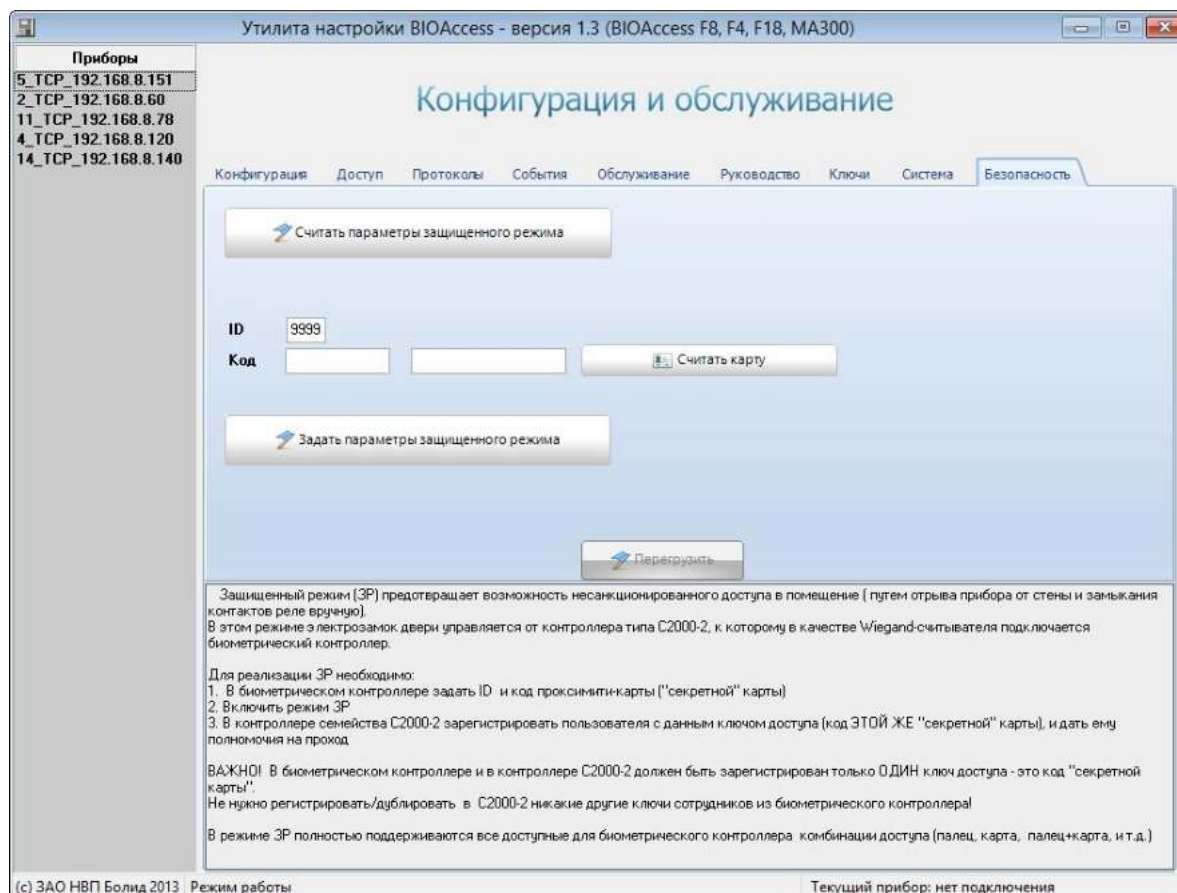 Утилита настройки BIOAccess - версия 1.3 (BIOAccess F8, F4, F18, MA300)
Приборы
5_TCP_192.168.8.151
2_TCP_192.168.8.60
11_TCP_192.168.8.78
4_TCP_192.168.8.120
14_TCP_192.168.8.140
Конфигурация и обслуживание
Конфигурация Доступ Протоколы События Обслуживание Руководство Ключи Система Безопасность
Считать параметры защищенного режима
ID 9999
Код Считать карту
Задать параметры защищенного режима
Перегрузить
Защищенный режим (ЗР) предотвращает возможность несанкционированного доступа в помещение ( путем отрыва прибора от стены и замыкания
контактов реле вручную).
В этом режиме электрозамок двери управляется от контроллера типа С2000-2, к которому в качестве Wiegand-считывателя подключается
биометрический контроллер.
Для реализации ЗР необходимо:
1. В биометрическом контроллере задать ID и код проксимити-карты ("секретной" карты)
2. Включить режим ЗР
3. В контроллере семейства С2000-2 зарегистрировать пользователя с данным ключом доступа (код ЭТОЙ ЖЕ "секретной" карты), и дать ему
полномочия на проход
ВАЖНО! В биометрическом контроллере и в контроллере С2000-2 должен быть зарегистрирован только ОДИН ключ доступа - это код "секретной
карты".
Не нужно регистрировать/дублировать в С2000-2 никакие другие ключи сотрудников из биометрического контроллера!
В режиме ЗР полностью поддерживаются все доступные для биометрического контроллера комбинации доступа (палец, карта, палец+карта, и т.д.)
(с) ЗАО НВП Болид 2013 Режим работы Текущий прибор: нет подключения